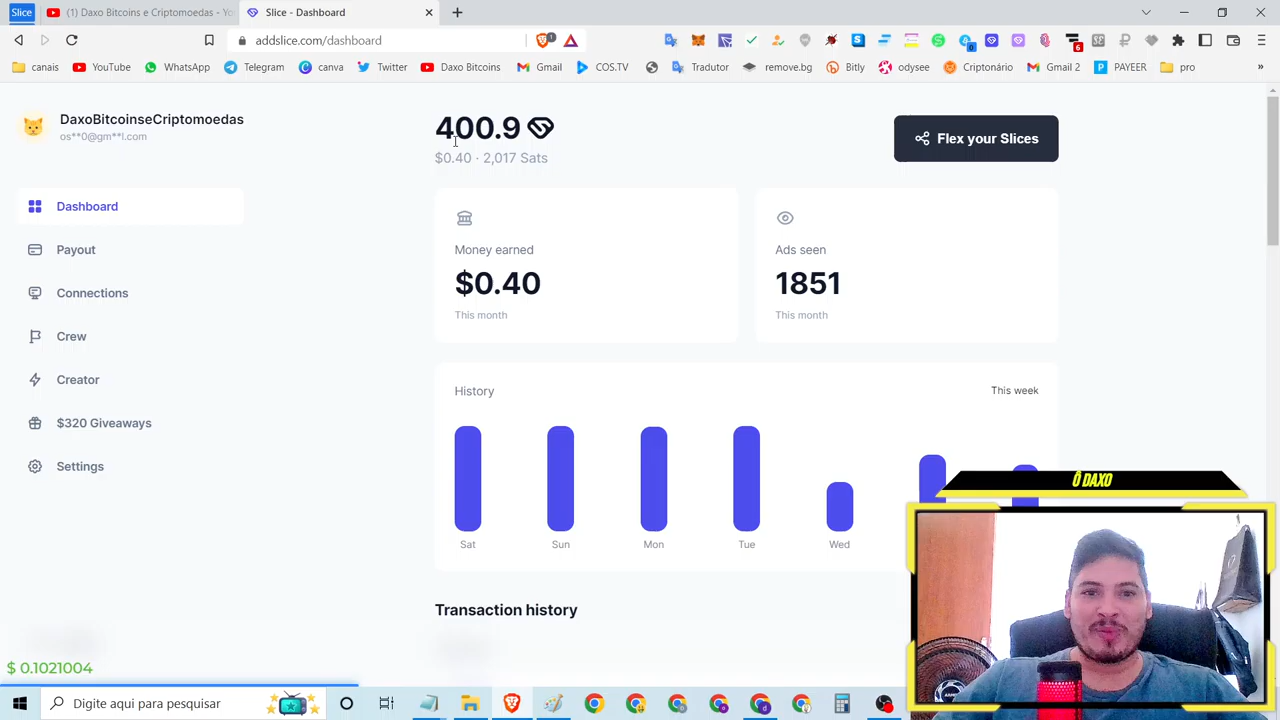 Slice
(1) Daxo Bitcoins e Criptomoedas - Yo
Slice - Dashboard
addslice.com/dashboard
canais
YouTube
WhatsApp
Telegram
canva
Twitter
Daxo Bitcoins
Gmail
COS.TV
Tradutor
remove.bg
Bitly
odysee
Criptonário
Gmail 2
PAYEER
pro
»
DaxoBitcoinseCriptomoedas
os**0@gm**l.com
400.9
$0.40 · 2,017 Sats
Flex your Slices
Dashboard
Payout
Connections
Crew
Creator
$320 Giveaways
Settings
Money earned
$0.40
This month
Ads seen
1851
This month
History
This week
Sat
Sun
Mon
Tue
Wed
Transaction history
Ô DAXO
$ 0.1021004
Digite aqui para pesquisar